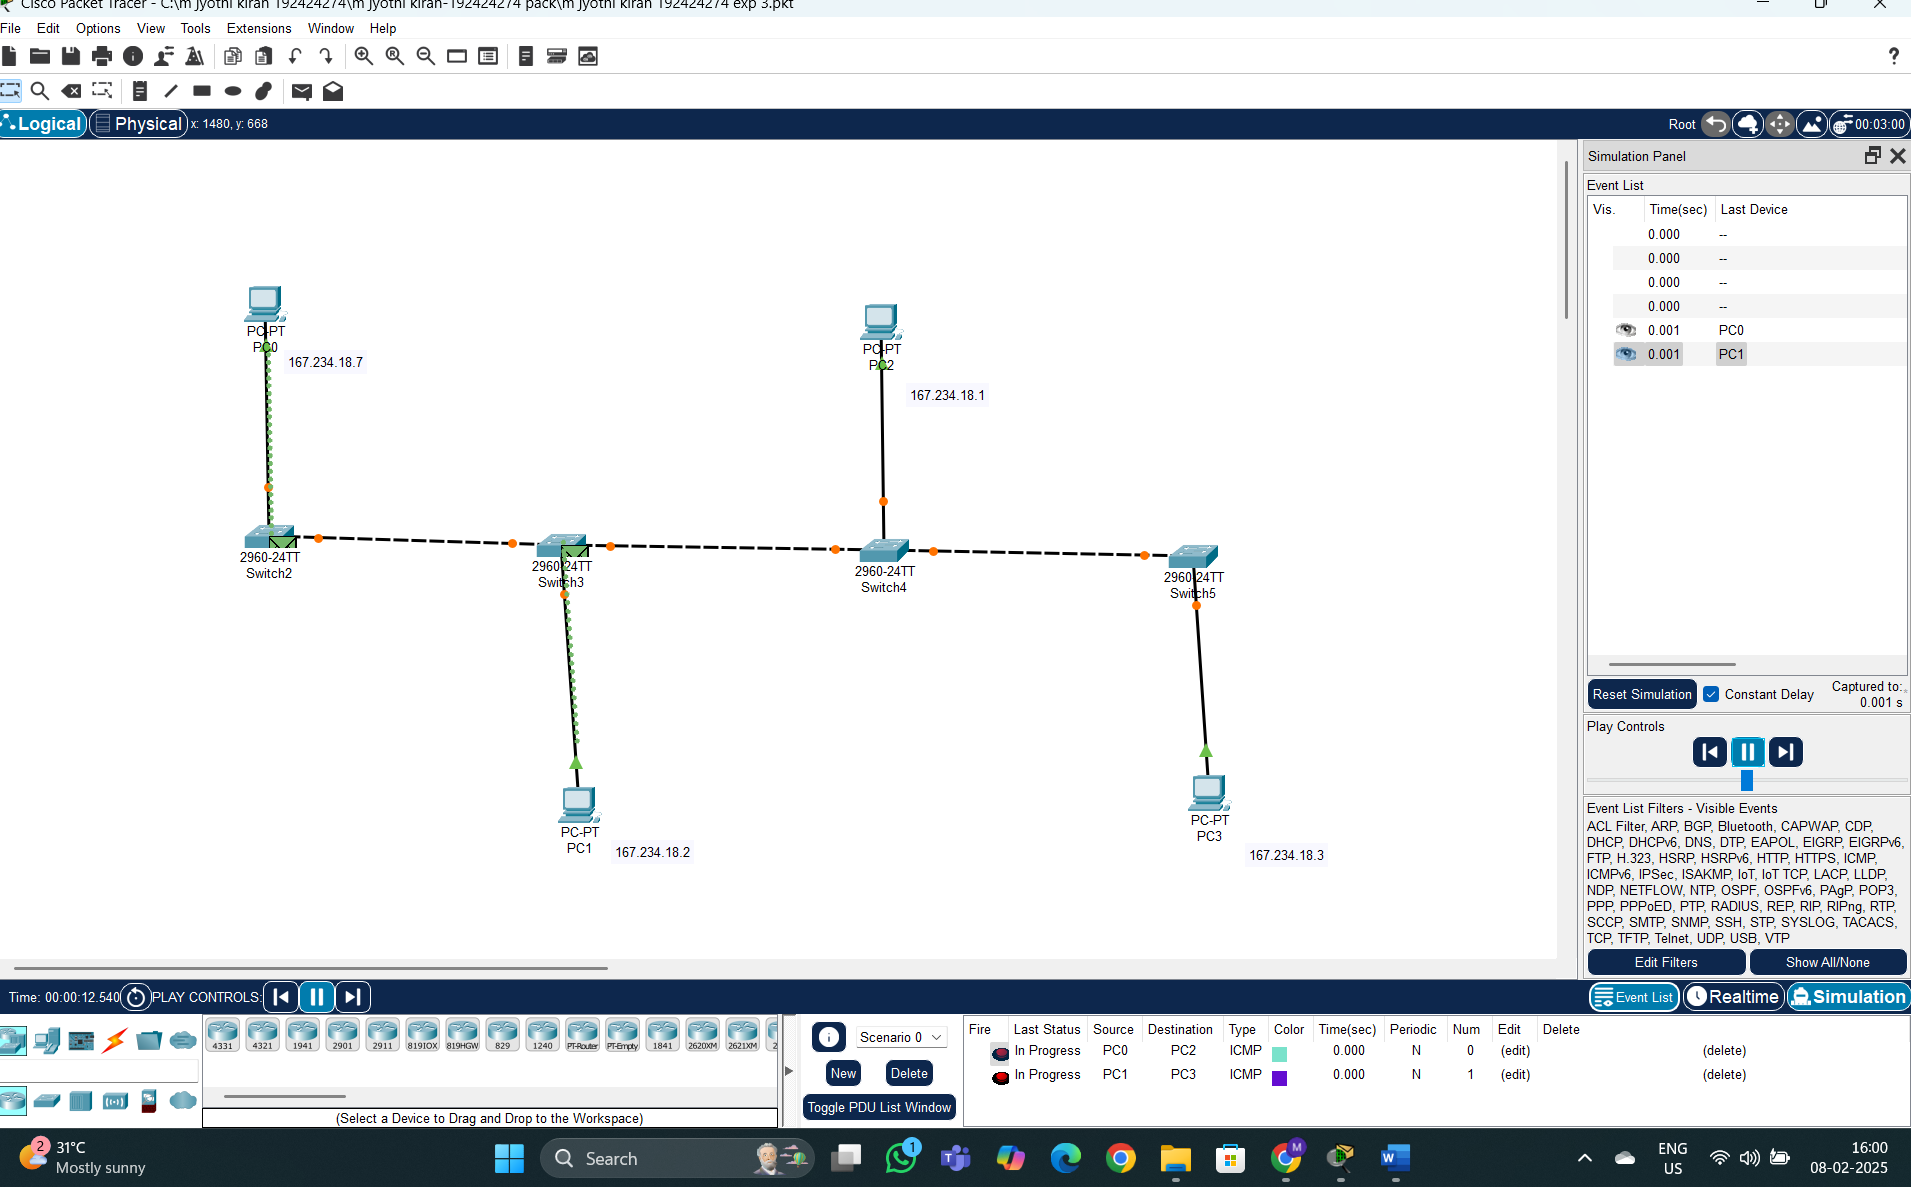 Cisco Packet Tracer - C:\m jyothi kiran 192424274\m jyothi kiran-192424274 pack\m jyothi kiran 192424274 exp 3.pkt
File Edit Options View Tools Extensions Window Help
?
Logical Physical x: 1480, y: 668
Root 00:03:00
Simulation Panel
Event List
Vis. Time(sec) Last Device
0.000 --
0.000 --
0.000 --
0.000 --
0.001 PC0
0.001 PC1
PC-PT
PC0
167.234.18.7
PC-PT
PC2
167.234.18.1
2960-24TT
Switch2
2960-24TT
Switch3
2960-24TT
Switch4
2960-24TT
Switch5
PC-PT
PC1
167.234.18.2
PC-PT
PC3
167.234.18.3
Reset Simulation Constant Delay Captured to:
0.001 s
Play Controls
Event List Filters - Visible Events
ACL Filter, ARP, BGP, Bluetooth, CAPWAP, CDP,
DHCP, DHCPv6, DNS, DTP, EAPOL, EIGRP, EIGRPv6,
FTP, H.323, HSRP, HSRPv6, HTTP, HTTPS, ICMP,
ICMPv6, IPSec, ISAKMP, IoT, IoT TCP, LACP, LLDP,
NDP, NETFLOW, NTP, OSPF, OSPFv6, PAgP, POP3,
PPP, PPPoED, PTP, RADIUS, REP, RIP, RIPng, RTP,
SCCP, SMTP, SNMP, SSH, STP, SYSLOG, TACACS,
TCP, TFTP, Telnet, UDP, USB, VTP
Edit Filters Show All/None
Time: 00:00:12.540 PLAY CONTROLS:
Event List Realtime Simulation
4331 4321 1941 2901 2911 819IOX 819HGW 829 1240 PT-Router PT-Empty 1841 2620XM 2621XM 2
(Select a Device to Drag and Drop to the Workspace)
Scenario 0
New Delete
Toggle PDU List Window
Fire Last Status Source Destination Type Color Time(sec) Periodic Num Edit Delete
In Progress PC0 PC2 ICMP 0.000 N 0 (edit) (delete)
In Progress PC1 PC3 ICMP 0.000 N 1 (edit) (delete)
2
31°C
Mostly sunny
Search
1
M
ENG
US
16:00
08-02-2025